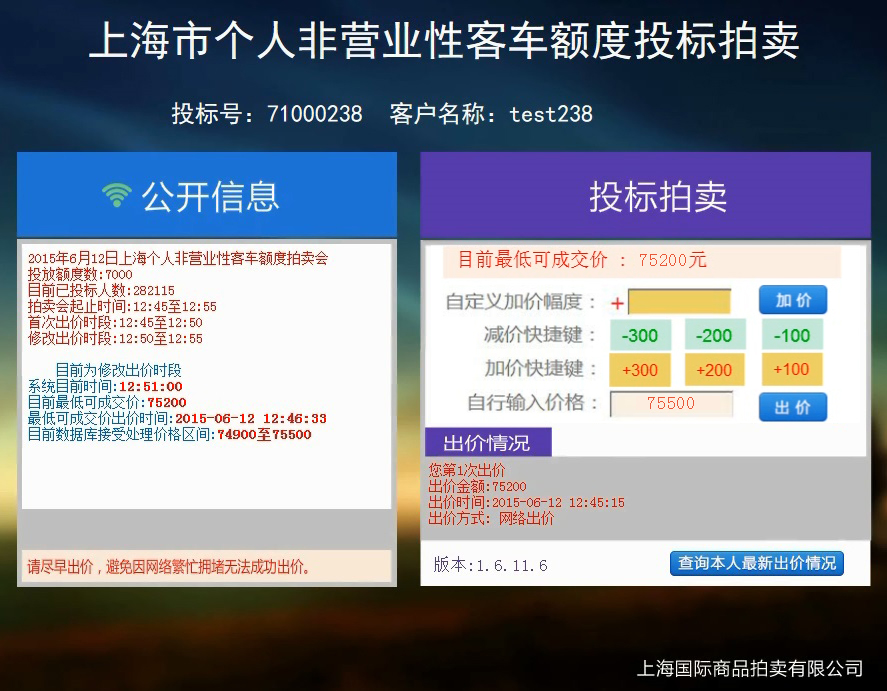 上海市个人非营业性客车额度投标拍卖
投标号：71000238 客户名称：test238
公开信息
2015年6月12日上海个人非营业性客车额度拍卖会
投放额度数:7000
目前已投标人数:282115
拍卖会起止时间:12:45至12:55
首次出价时段:12:45至12:50
修改出价时段:12:50至12:55
目前为修改出价时段
系统目前时间:12:51:00
目前最低可成交价:75200
最低可成交价出价时间:2015-06-12 12:46:33
目前数据库接受处理价格区间:74900至75500
请尽早出价，避免因网络繁忙拥堵无法成功出价。
投标拍卖
目前最低可成交价 ： 75200元
自定义加价幅度： + 加 价
减价快捷键： -300 -200 -100
加价快捷键： +300 +200 +100
自行输入价格： 75500 出 价
出价情况
您第1次出价
出价金额:75200
出价时间:2015-06-12 12:45:15
出价方式: 网络出价
版本:1.6.11.6 查询本人最新出价情况
上海国际商品拍卖有限公司